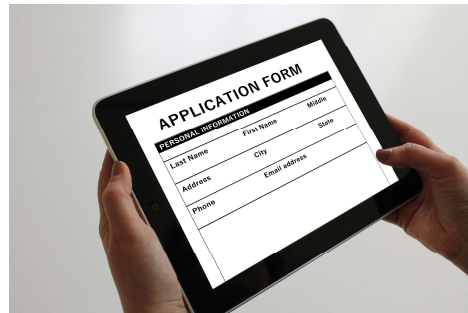 APPLICATION FORM
PERSONAL INFORMATION
Last Name First Name Middle
Address City State
Phone Email address